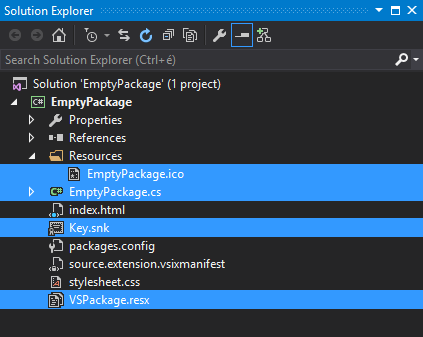 Solution Explorer
Search Solution Explorer (Ctrl+é)
Solution 'EmptyPackage' (1 project)
C# EmptyPackage
Properties
References
Resources
EmptyPackage.ico
C# EmptyPackage.cs
index.html
Key.snk
packages.config
source.extension.vsixmanifest
stylesheet.css
VSPackage.resx